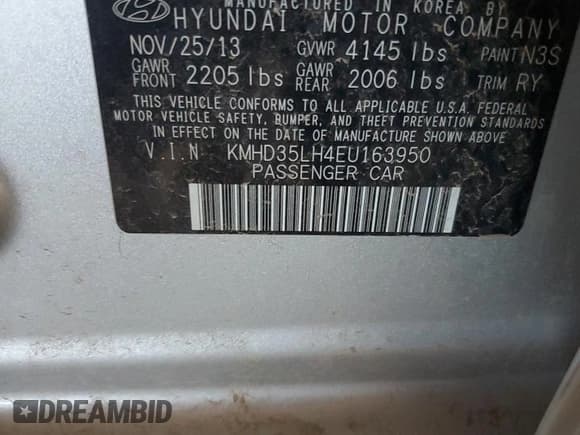 MANUFACTURED IN KOREA BY
HYUNDAI MOTOR COMPANY
NOV/25/13 GVWR 4145 lbs PAINT N3S
GAWR FRONT 2205 lbs GAWR REAR 2006 lbs TRIM RY
THIS VEHICLE CONFORMS TO ALL APPLICABLE U.S.A. FEDERAL
MOTOR VEHICLE SAFETY, BUMPER, AND THEFT PREVENTION STANDARDS IN
EFFECT ON THE DATE OF MANUFACTURE SHOWN ABOVE.
V.I.N KMHD35LH4EU163950
PASSENGER CAR
DREAMBID